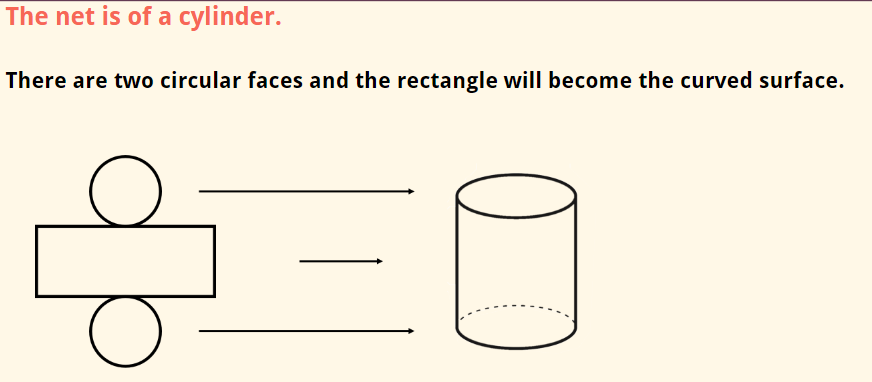 The net is of a cylinder.
There are two circular faces and the rectangle will become the curved surface.